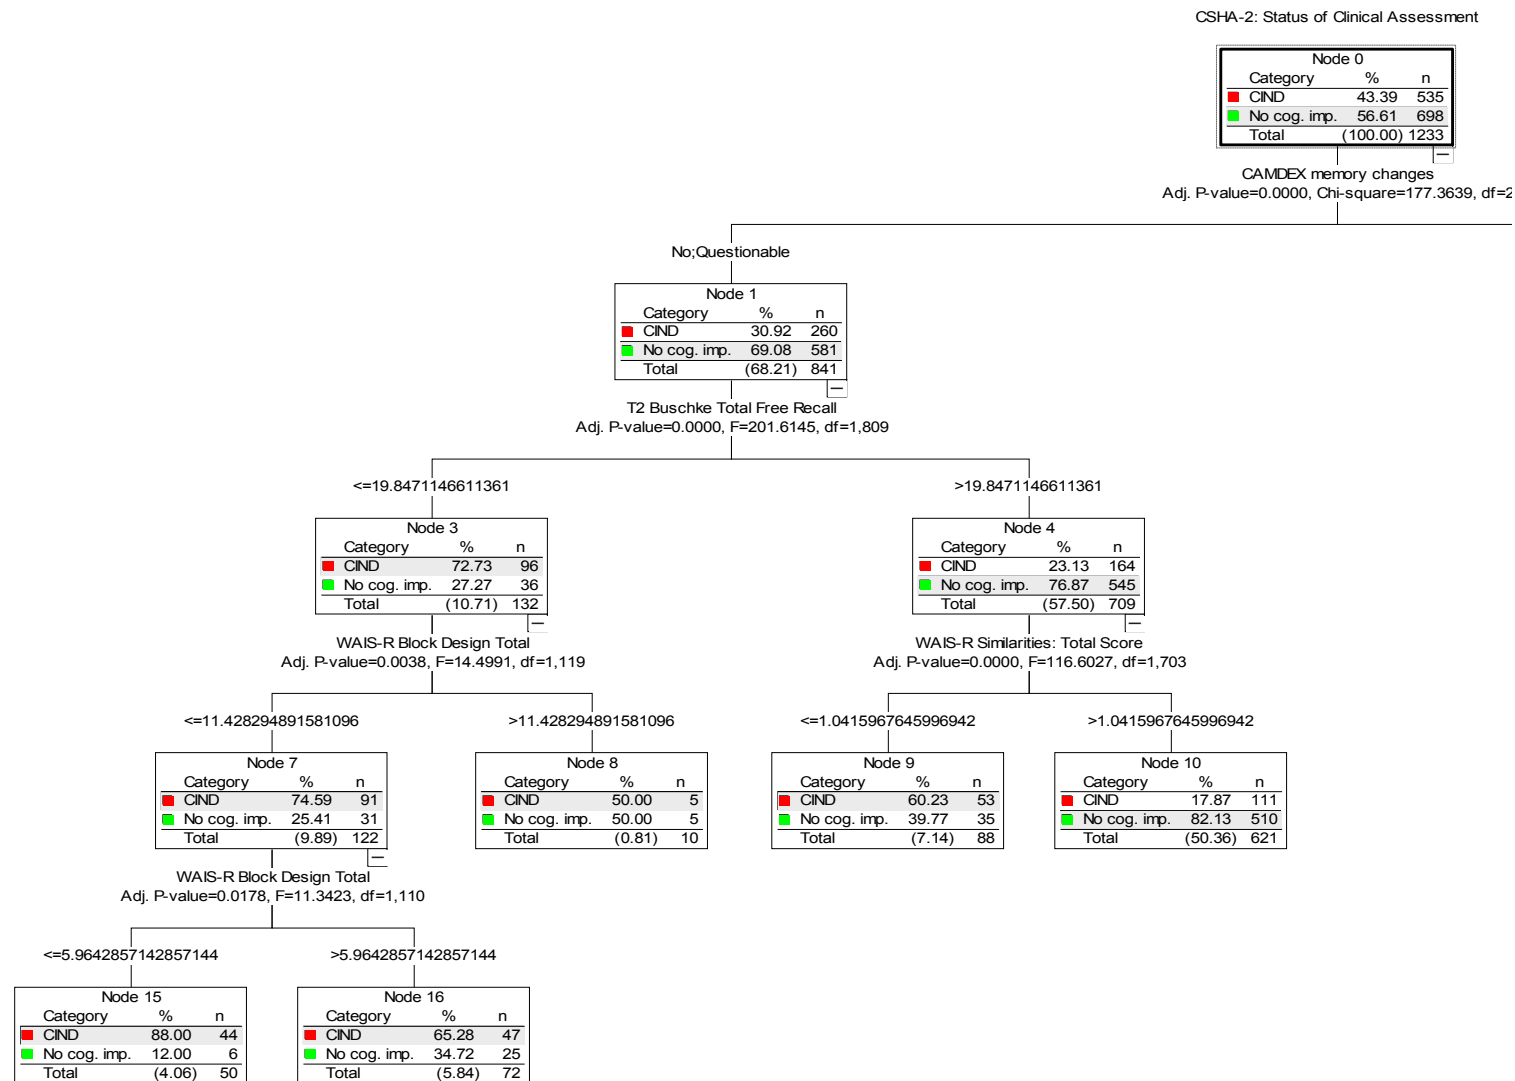 CSHA-2: Status of Clinical Assessment
Node 0
Category % n
CIND 43.39 535
No cog. imp. 56.61 698
Total (100.00) 1233
CAMDEX memory changes
Adj. P-value=0.0000, Chi-square=177.3639, df=2
No;Questionable
Node 1
Category % n
CIND 30.92 260
No cog. imp. 69.08 581
Total (68.21) 841
T2 Buschke Total Free Recall
Adj. P-value=0.0000, F=201.6145, df=1,809
<=19.8471146611361
>19.8471146611361
Node 3
Category % n
CIND 72.73 96
No cog. imp. 27.27 36
Total (10.71) 132
Node 4
Category % n
CIND 23.13 164
No cog. imp. 76.87 545
Total (57.50) 709
WAIS-R Block Design Total
Adj. P-value=0.0038, F=14.4991, df=1,119
WAIS-R Similarities: Total Score
Adj. P-value=0.0000, F=116.6027, df=1,703
<=11.428294891581096
>11.428294891581096
<=1.0415967645996942
>1.0415967645996942
Node 7
Category % n
CIND 74.59 91
No cog. imp. 25.41 31
Total (9.89) 122
Node 8
Category % n
CIND 50.00 5
No cog. imp. 50.00 5
Total (0.81) 10
Node 9
Category % n
CIND 60.23 53
No cog. imp. 39.77 35
Total (7.14) 88
Node 10
Category % n
CIND 17.87 111
No cog. imp. 82.13 510
Total (50.36) 621
WAIS-R Block Design Total
Adj. P-value=0.0178, F=11.3423, df=1,110
<=5.9642857142857144
>5.9642857142857144
Node 15
Category % n
CIND 88.00 44
No cog. imp. 12.00 6
Total (4.06) 50
Node 16
Category % n
CIND 65.28 47
No cog. imp. 34.72 25
Total (5.84) 72